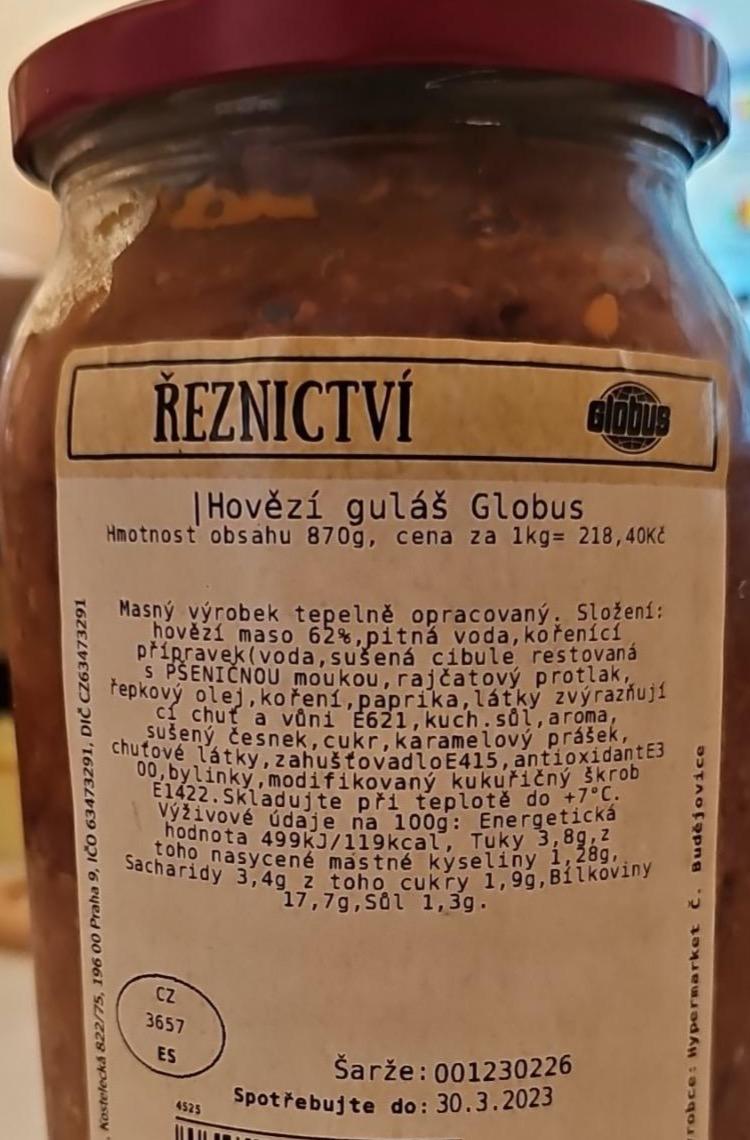 ŘEZNICTVÍ
Globus
|Hovězí guláš Globus
Hmotnost obsahu 870g, cena za 1kg= 218,40Kč
Masný výrobek tepelně opracovaný. Složení:
hovězí maso 62%,pitná voda,kořenící
přípravek(voda,sušená cibule restovaná
s PŠENIČNOU moukou,rajčatový protlak,
řepkový olej,koření,paprika,látky zvýrazňují
cí chuť a vůni E621,kuch.sůl,aroma,
sušený česnek,cukr,karamelový prášek,
chuťové látky,zahušťovadloE415,antioxidantE3
00,bylinky,modifikovaný kukuřičný škrob
E1422.Skladujte při teplotě do +7°C.
Výživové údaje na 100g: Energetická
hodnota 499kJ/119kcal, Tuky 3,8g,z
toho nasycené mastné kyseliny 1,28g,
Sacharidy 3,4g z toho cukry 1,9g,Bílkoviny
17,7g,Sůl 1,3g.
Kostelecká 822/75, 196 00 Praha 9, IČO 63473291, DIČ CZ63473291
robce: Hypermarket Č. Budějovice
CZ
3657
ES
Šarže: 001230226
Spotřebujte do: 30.3.2023
4525